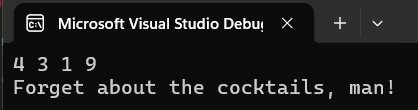 Microsoft Visual Studio Debug
4 3 1 9
Forget about the cocktails, man!